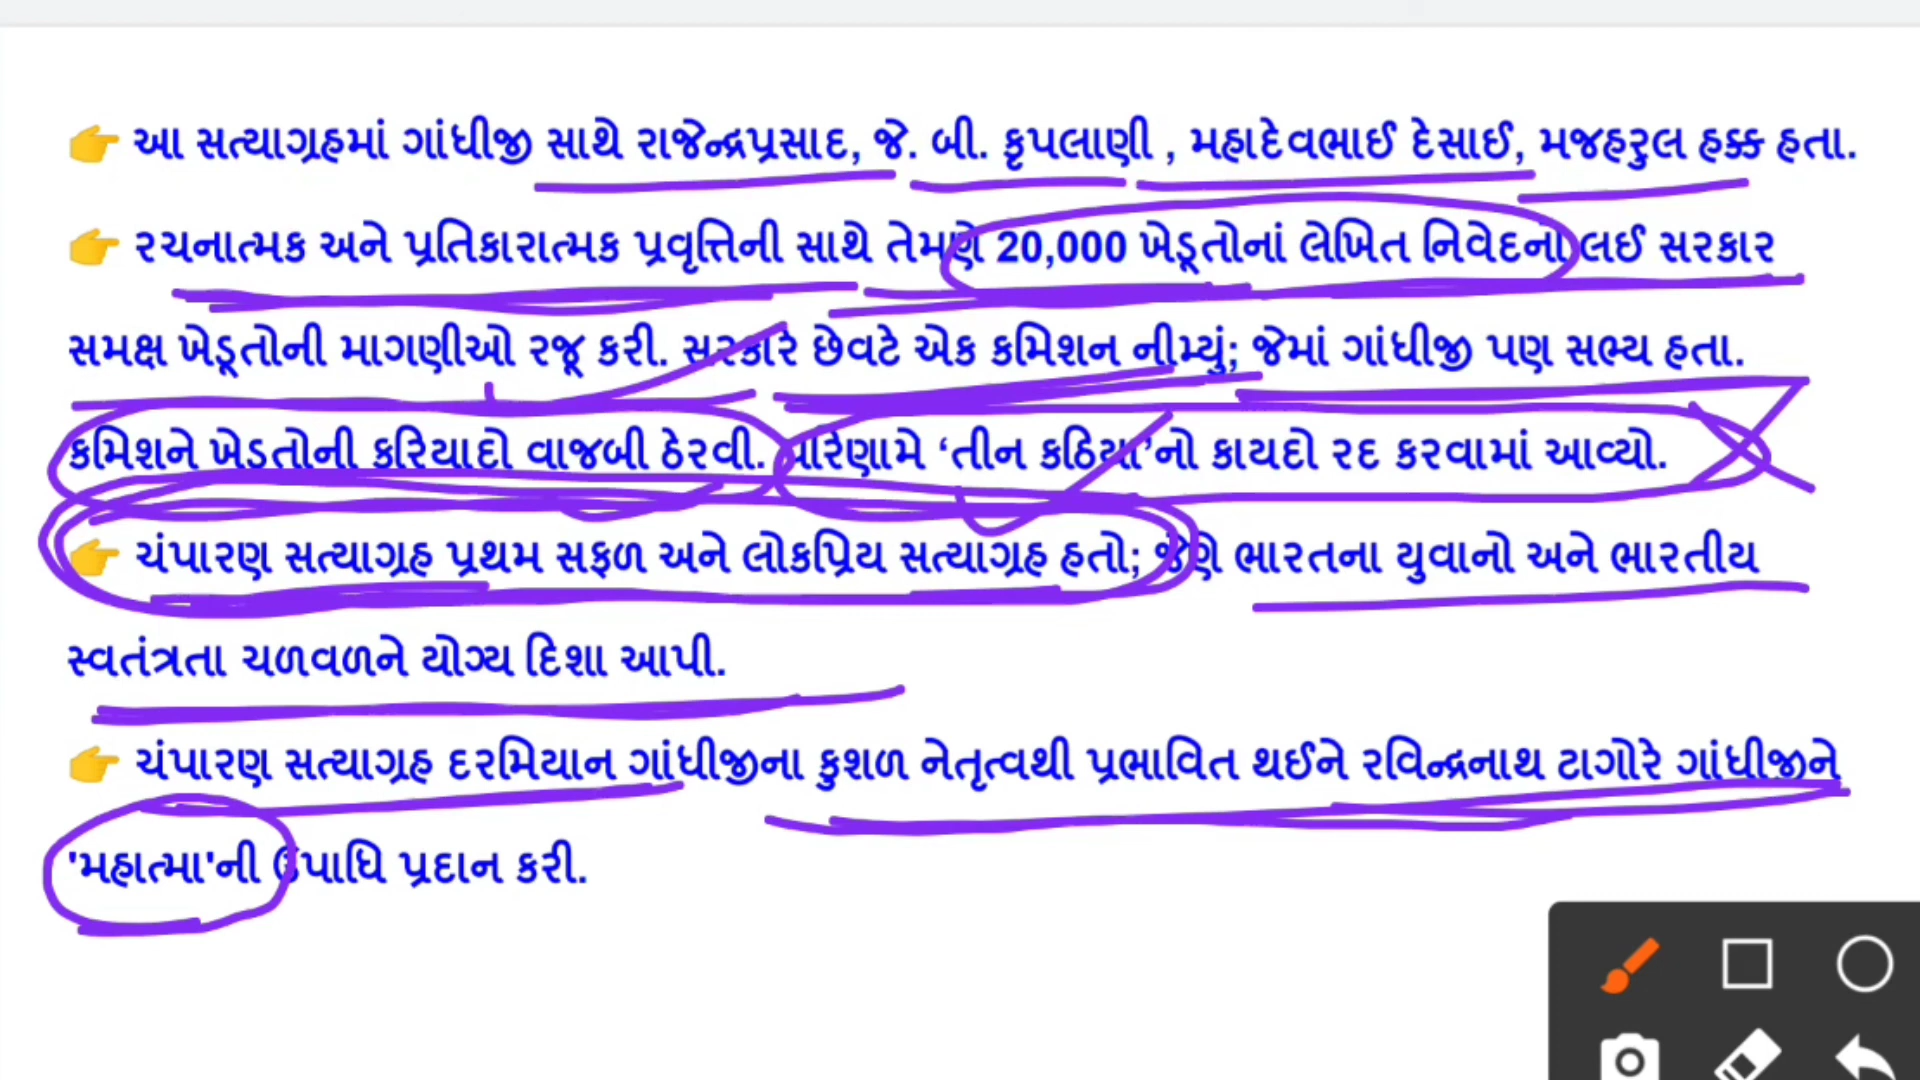 👉 આ સત્યાગ્રહમાં ગાંધીજી સાથે રાજેન્દ્રપ્રસાદ, જે. બી. કૃપલાણી , મહાદેવભાઈ દેસાઈ, મજહરુલ હક્ક હતા.
👉 રચનાત્મક અને પ્રતિકારાત્મક પ્રવૃત્તિની સાથે તેમણે 20,000 ખેડૂતોનાં લેખિત નિવેદનો લઈ સરકાર
સમક્ષ ખેડૂતોની માગણીઓ રજૂ કરી. સરકારે છેવટે એક કમિશન નીમ્યું; જેમાં ગાંધીજી પણ સભ્ય હતા.
કમિશને ખેડૂતોની ફરિયાદો વાજબી ઠેરવી. પરિણામે ‘તીન કઠિયા’નો કાયદો રદ કરવામાં આવ્યો.
👉 ચંપારણ સત્યાગ્રહ પ્રથમ સફળ અને લોકપ્રિય સત્યાગ્રહ હતો; જેણે ભારતના યુવાનો અને ભારતીય
સ્વતંત્રતા ચળવળને યોગ્ય દિશા આપી.
👉 ચંપારણ સત્યાગ્રહ દરમિયાન ગાંધીજીના કુશળ નેતૃત્વથી પ્રભાવિત થઈને રવિન્દ્રનાથ ટાગોરે ગાંધીજીને
'મહાત્મા'ની ઉપાધિ પ્રદાન કરી.